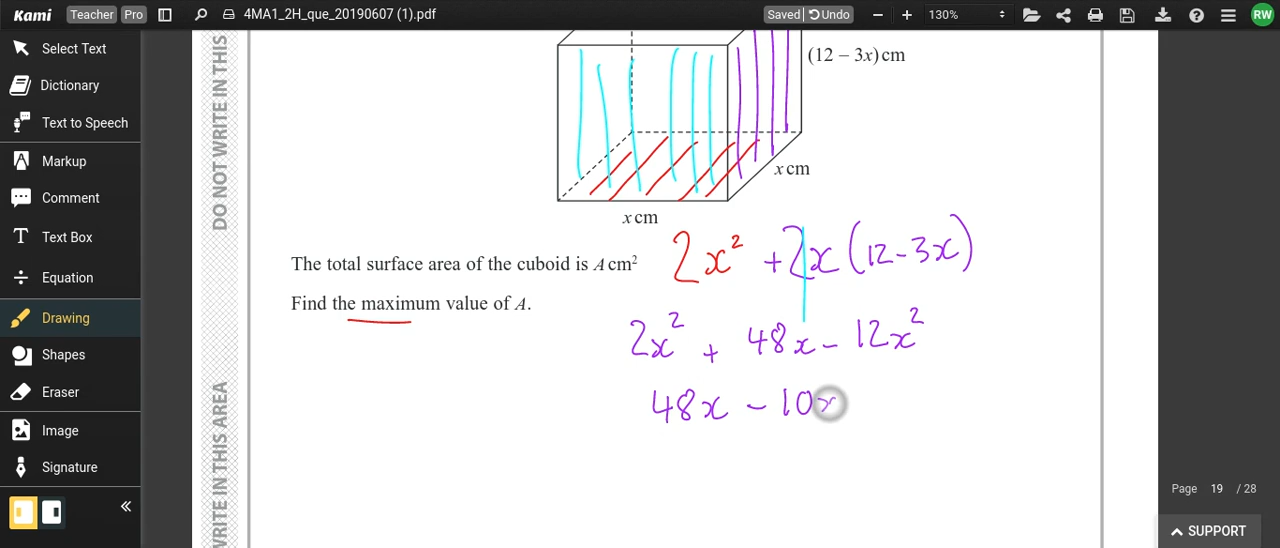 Kami Teacher Pro 4MA1_2H_que_20190607 (1).pdf Saved Undo 130% RW
Select Text
Dictionary
Text to Speech
Markup
Comment
Text Box
Equation
Drawing
Shapes
Eraser
Image
Signature
DO NOT WRITE IN THIS
WRITE IN THIS AREA
(12 – 3x) cm
x cm
x cm
The total surface area of the cuboid is A cm²
2x² + 2x(12-3x)
Find the maximum value of A.
2x² + 48x - 12x²
48x - 10x
Page 19 / 28
SUPPORT